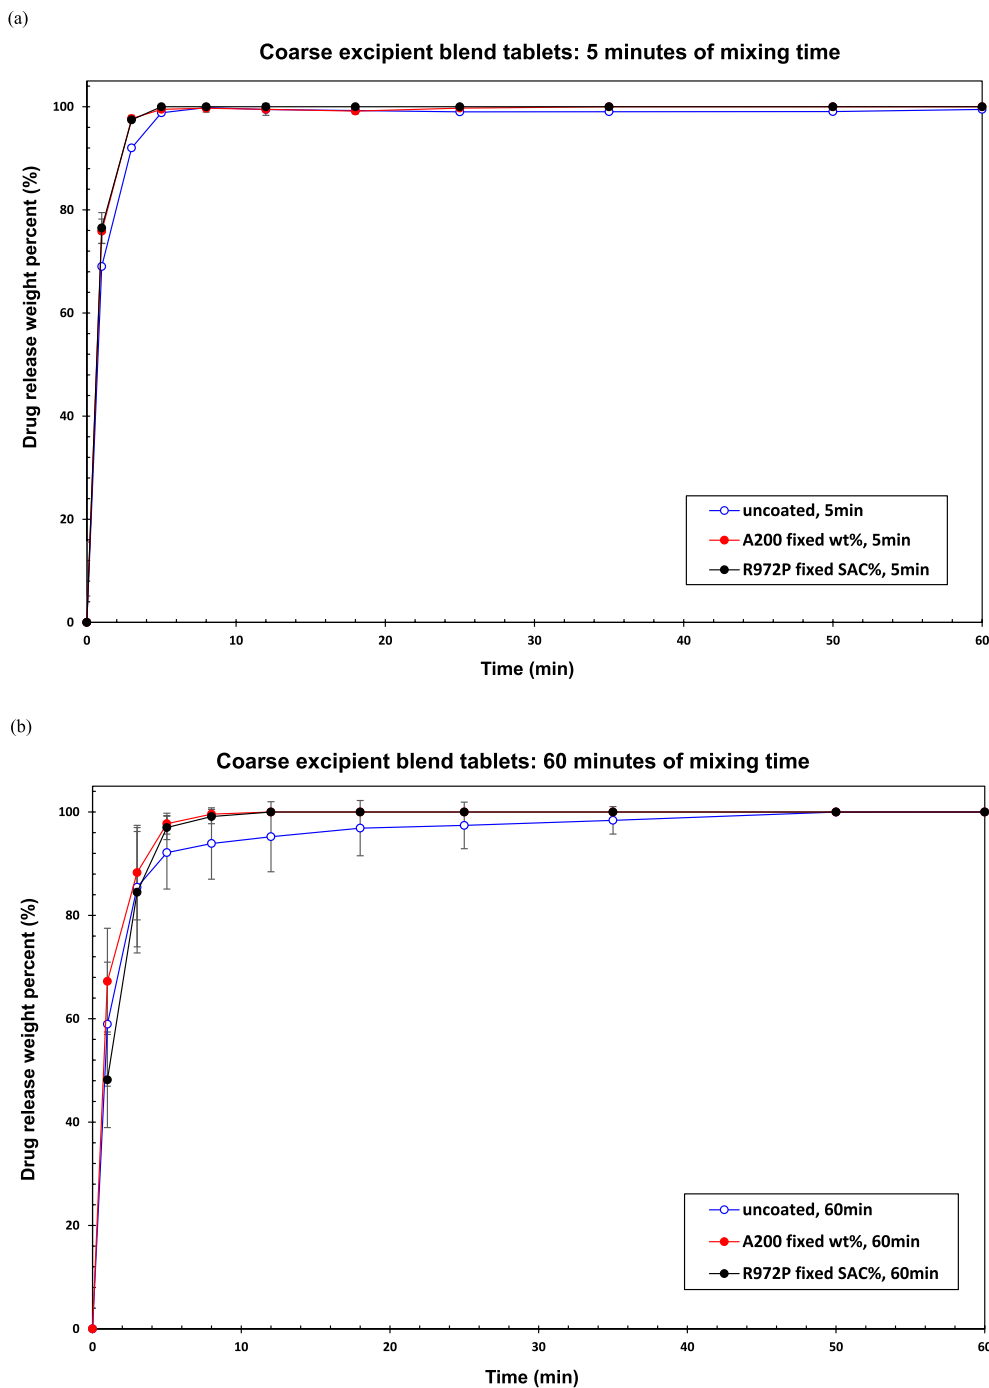 (a)
Coarse excipient blend tablets: 5 minutes of mixing time
Drug release weight percent (%)
100
80
60
40
20
0
0 10 20 30 40 50 60
Time (min)
uncoated, 5min
A200 fixed wt%, 5min
R972P fixed SAC%, 5min
(b)
Coarse excipient blend tablets: 60 minutes of mixing time
Drug release weight percent (%)
100
80
60
40
20
0
0 10 20 30 40 50 60
Time (min)
uncoated, 60min
A200 fixed wt%, 60min
R972P fixed SAC%, 60min